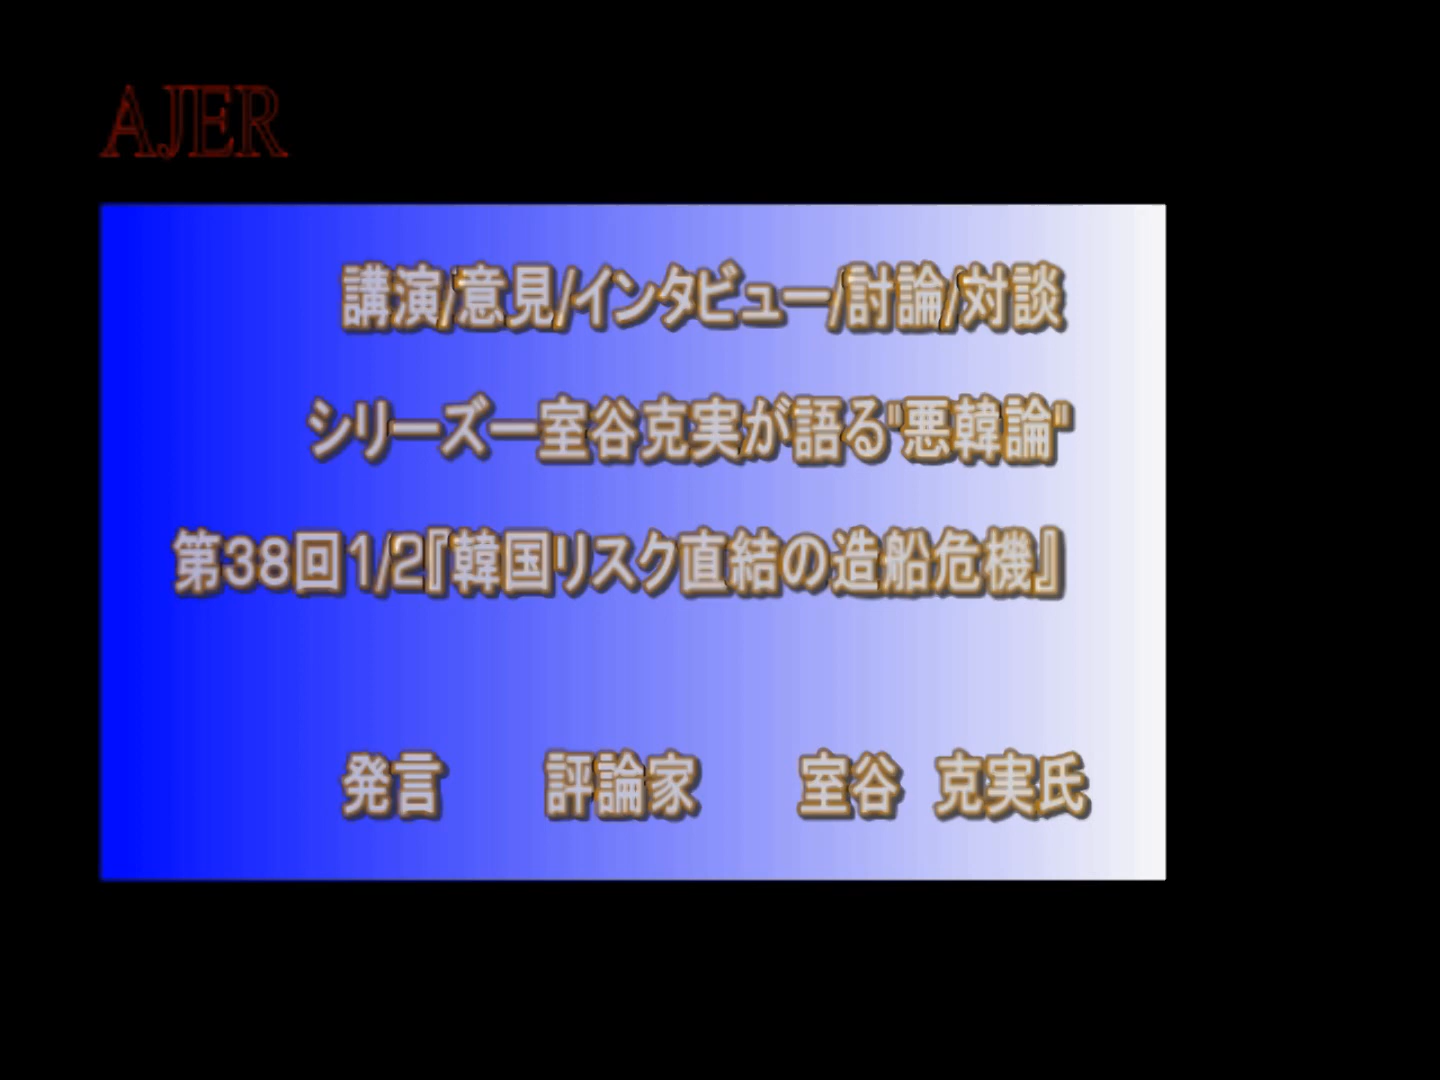 AJER
講演/意見/インタビュー/討論/対談
シリーズー室谷克実が語る"悪韓論"
第38回1/2『韓国リスク直結の造船危機』
発言　評論家　室谷 克実氏